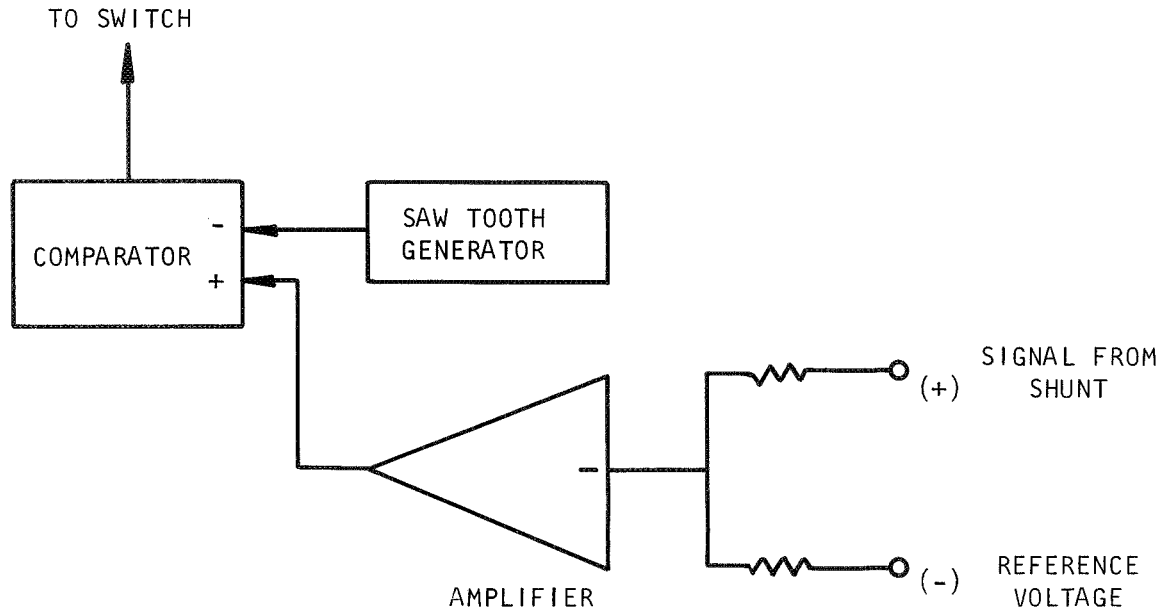 TO SWITCH
COMPARATOR
-
+
SAW TOOTH
GENERATOR
-
AMPLIFIER
(+)
SIGNAL FROM
SHUNT
(-)
REFERENCE
VOLTAGE